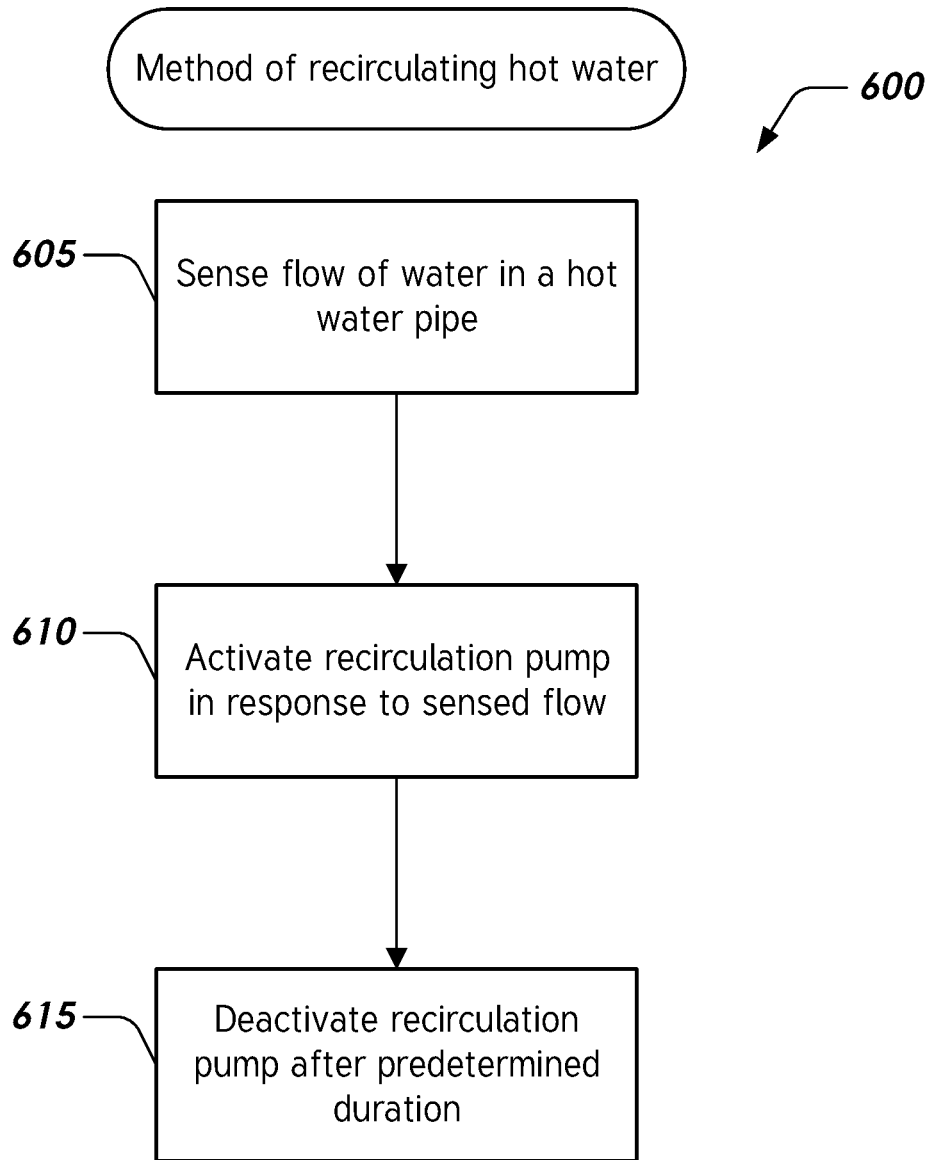 Method of recirculating hot water
600
605
Sense flow of water in a hot
water pipe
610
Activate recirculation pump
in response to sensed flow
615
Deactivate recirculation
pump after predetermined
duration